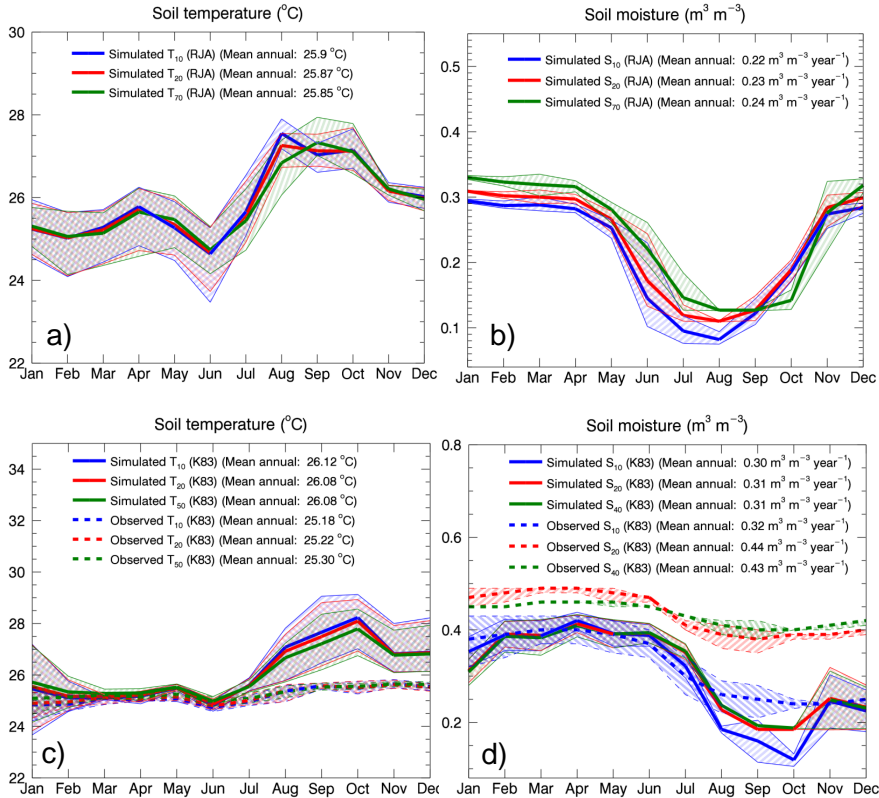 Soil temperature (°C)
30
28
26
24
22
Simulated T10 (RJA) (Mean annual: 25.9 °C)
Simulated T20 (RJA) (Mean annual: 25.87 °C)
Simulated T70 (RJA) (Mean annual: 25.85 °C)
a)
Jan Feb Mar Apr May Jun Jul Aug Sep Oct Nov Dec
Soil moisture (m³ m⁻³)
0.5
0.4
0.3
0.2
0.1
Simulated S10 (RJA) (Mean annual: 0.22 m³ m⁻³ year⁻¹)
Simulated S20 (RJA) (Mean annual: 0.23 m³ m⁻³ year⁻¹)
Simulated S70 (RJA) (Mean annual: 0.24 m³ m⁻³ year⁻¹)
b)
Jan Feb Mar Apr May Jun Jul Aug Sep Oct Nov Dec
Soil temperature (°C)
34
32
30
28
26
24
22
Simulated T10 (K83) (Mean annual: 26.12 °C)
Simulated T20 (K83) (Mean annual: 26.08 °C)
Simulated T50 (K83) (Mean annual: 26.08 °C)
Observed T10 (K83) (Mean annual: 25.18 °C)
Observed T20 (K83) (Mean annual: 25.22 °C)
Observed T50 (K83) (Mean annual: 25.30 °C)
c)
Jan Feb Mar Apr May Jun Jul Aug Sep Oct Nov Dec
Soil moisture (m³ m⁻³)
0.8
0.6
0.4
0.2
Simulated S10 (K83) (Mean annual: 0.30 m³ m⁻³ year⁻¹)
Simulated S20 (K83) (Mean annual: 0.31 m³ m⁻³ year⁻¹)
Simulated S40 (K83) (Mean annual: 0.31 m³ m⁻³ year⁻¹)
Observed S10 (K83) (Mean annual: 0.32 m³ m⁻³ year⁻¹)
Observed S20 (K83) (Mean annual: 0.44 m³ m⁻³ year⁻¹)
Observed S40 (K83) (Mean annual: 0.43 m³ m⁻³ year⁻¹)
d)
Jan Feb Mar Apr May Jun Jul Aug Sep Oct Nov Dec